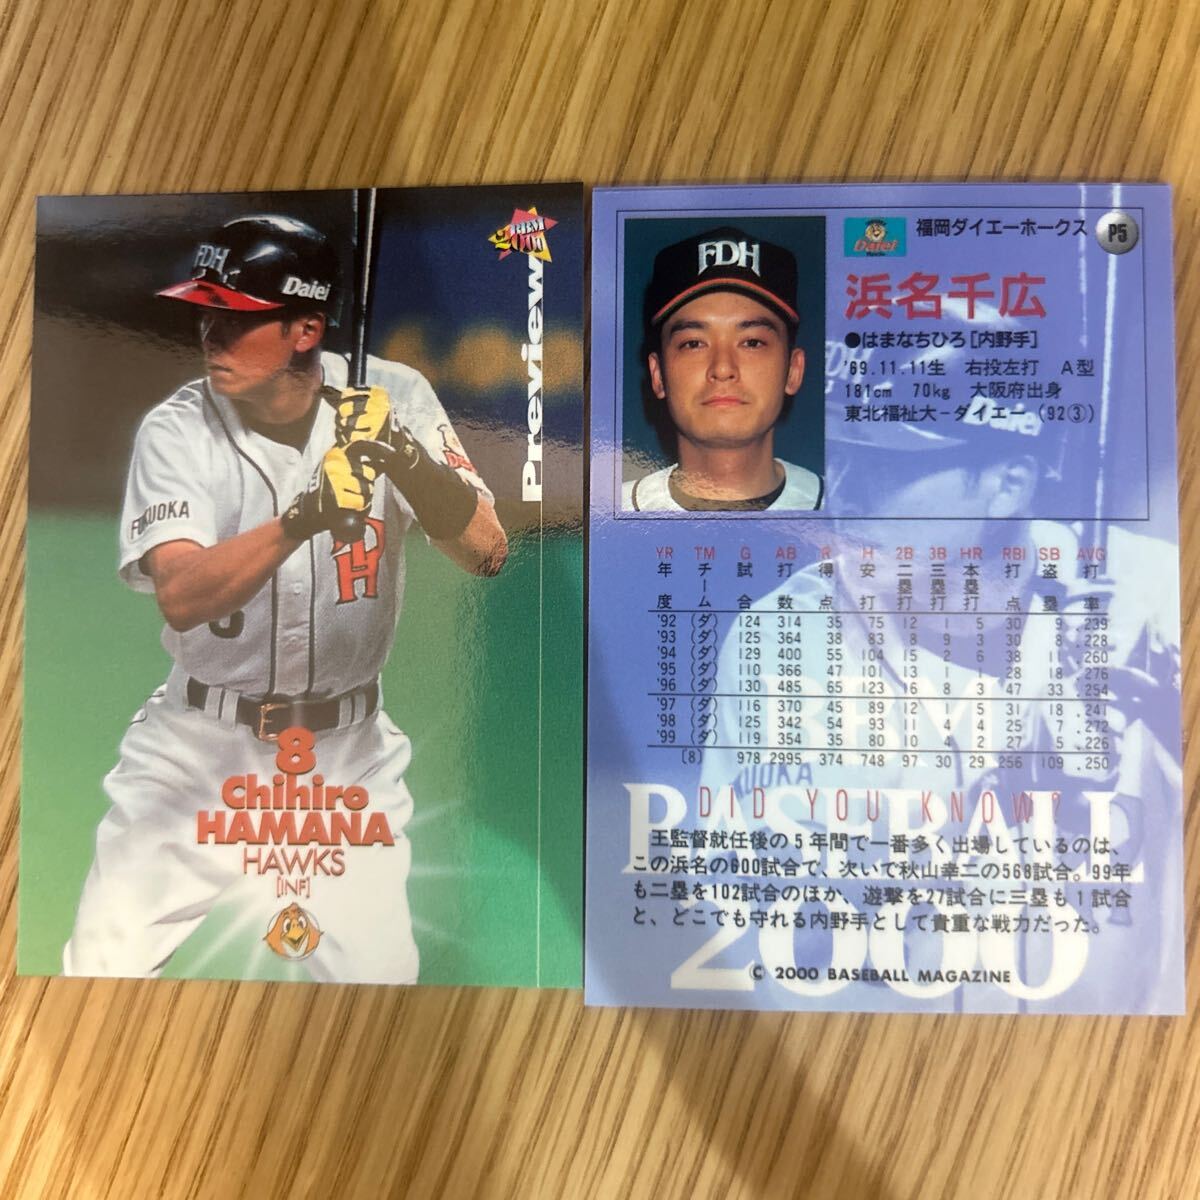 BBM
2000
Preview
FDH
Daiei
FUKUOKA
8
Chihiro
HAMANA
HAWKS
[INF]
FDH
Daiei
福岡ダイエーホークス
P5
浜名千広
●はまなちひろ[内野手]
'69.11.11生 右投左打 A型
181cm 70kg 大阪府出身
東北福祉大-ダイエー(92③)
YR TM G AB R H 2B 3B HR RBI SB AVG
年度 チーム 試合 打数 得点 安打 二塁打 三塁打 本塁打 打点 盗塁 打率
'92 (ダ) 124 314 35 75 12 1 5 30 9 .239
'93 (ダ) 125 364 38 83 8 9 3 30 8 .228
'94 (ダ) 129 400 55 104 15 2 6 38 11 .260
'95 (ダ) 110 366 47 101 13 1 1 28 18 .276
'96 (ダ) 130 485 65 123 16 8 3 47 33 .254
'97 (ダ) 116 370 45 89 12 1 5 31 18 .241
'98 (ダ) 125 342 54 93 11 4 4 25 7 .272
'99 (ダ) 119 354 35 80 10 4 2 27 5 .226
[8] 978 2995 374 748 97 30 29 256 109 .250
BBM
BASEBALL
2000
DID YOU KNOW?
王監督就任後の5年間で一番多く出場しているのは、
この浜名の600試合で、次いで秋山幸二の568試合。99年
も二塁を102試合のほか、遊撃を27試合に三塁も1試合
と、どこでも守れる内野手として貴重な戦力だった。
© 2000 BASEBALL MAGAZINE